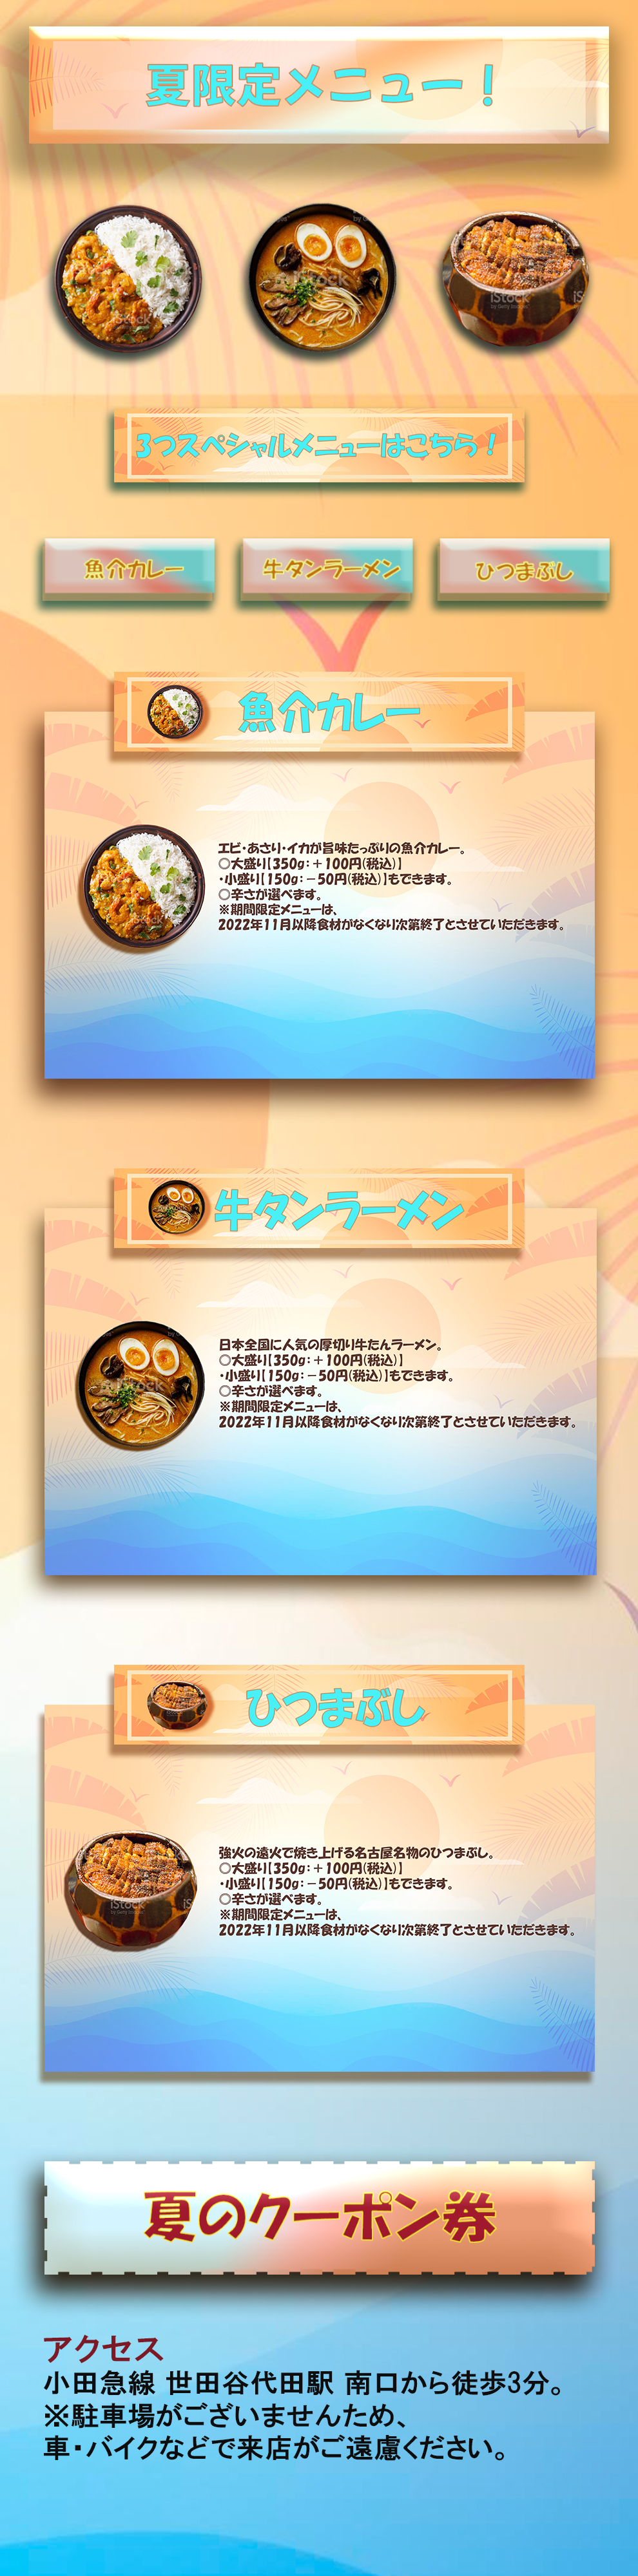 夏限定メニュー！
iStock
by Getty Images
iStock
3つスペシャルメニューはこちら！
魚介カレー
牛タンラーメン
ひつまぶし
魚介カレー
エビ・あさり・イカが旨味たっぷりの魚介カレー。
○大盛り【350g：＋100円(税込)】
・小盛り【150g：－50円(税込)】もできます。
○辛さが選べます。
※期間限定メニューは、
2022年11月以降食材がなくなり次第終了とさせていただきます。
牛タンラーメン
日本全国に人気の厚切り牛たんラーメン。
○大盛り【350g：＋100円(税込)】
・小盛り【150g：－50円(税込)】もできます。
○辛さが選べます。
※期間限定メニューは、
2022年11月以降食材がなくなり次第終了とさせていただきます。
ひつまぶし
強火の遠火で焼き上げる名古屋名物のひつまぶし。
○大盛り【350g：＋100円(税込)】
・小盛り【150g：－50円(税込)】もできます。
○辛さが選べます。
※期間限定メニューは、
2022年11月以降食材がなくなり次第終了とさせていただきます。
iStock
夏のクーポン券
アクセス
小田急線 世田谷代田駅 南口から徒歩3分。
※駐車場がございませんため、
車・バイクなどで来店がご遠慮ください。